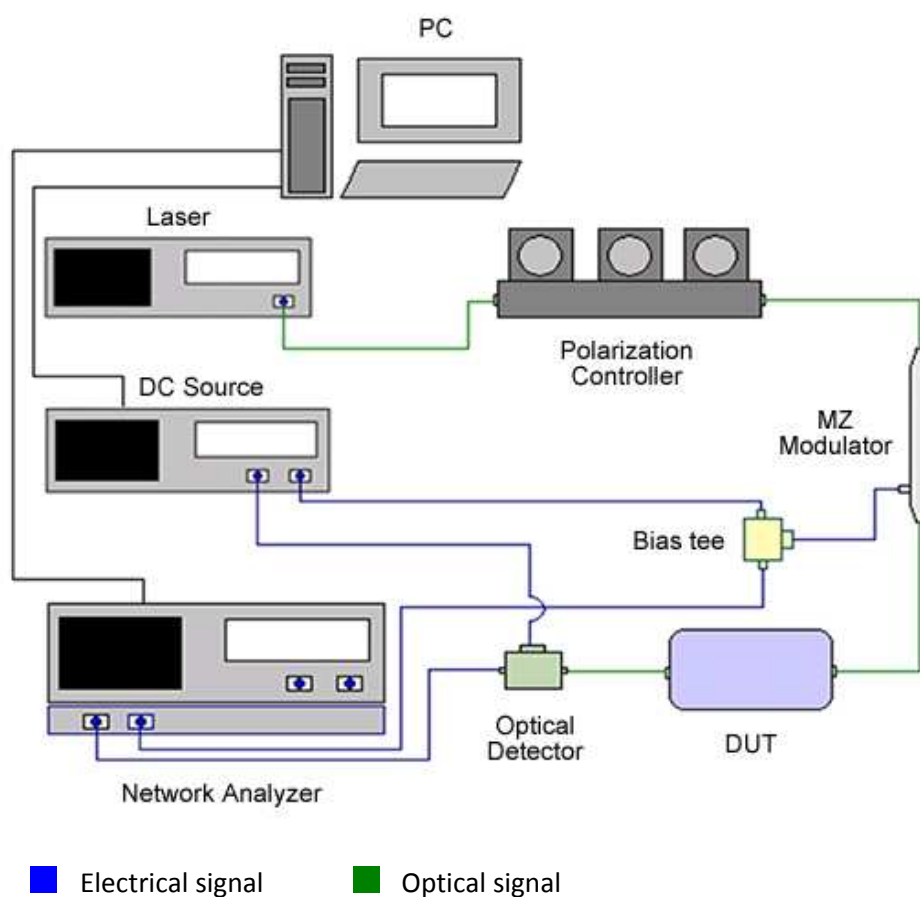 PC
Laser
Polarization
Controller
DC Source
MZ
Modulator
Bias tee
Optical
Detector
DUT
Network Analyzer
Electrical signal
Optical signal